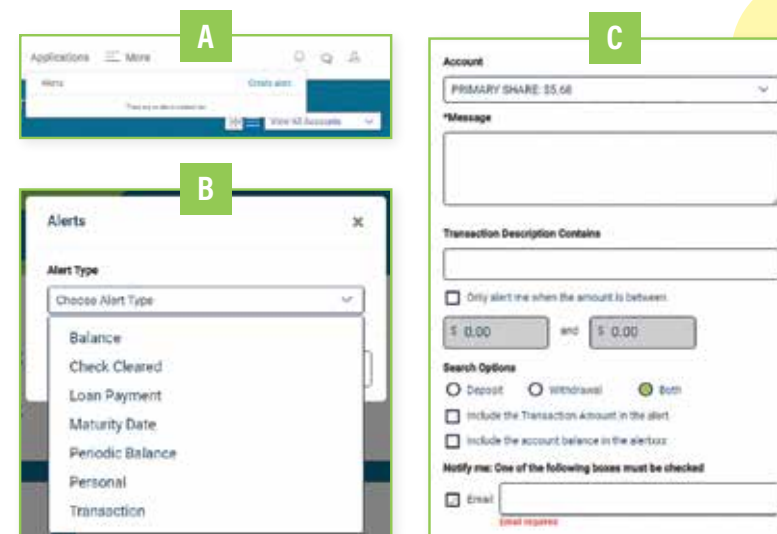 A
Applications More
Alerts Create alert
View All Accounts
B
Alerts
Alert Type
Choose Alert Type
Balance
Check Cleared
Loan Payment
Maturity Date
Periodic Balance
Personal
Transaction
C
Account
PRIMARY SHARE: $5.68
*Message
Transaction Description Contains
Only alert me when the amount is between
$ 0.00 and $ 0.00
Search Options
Deposit Withdrawal Both
Include the Transaction Amount in the alert
Include the account balance in the
Notify me: One of the following boxes must be checked
Email
Email required